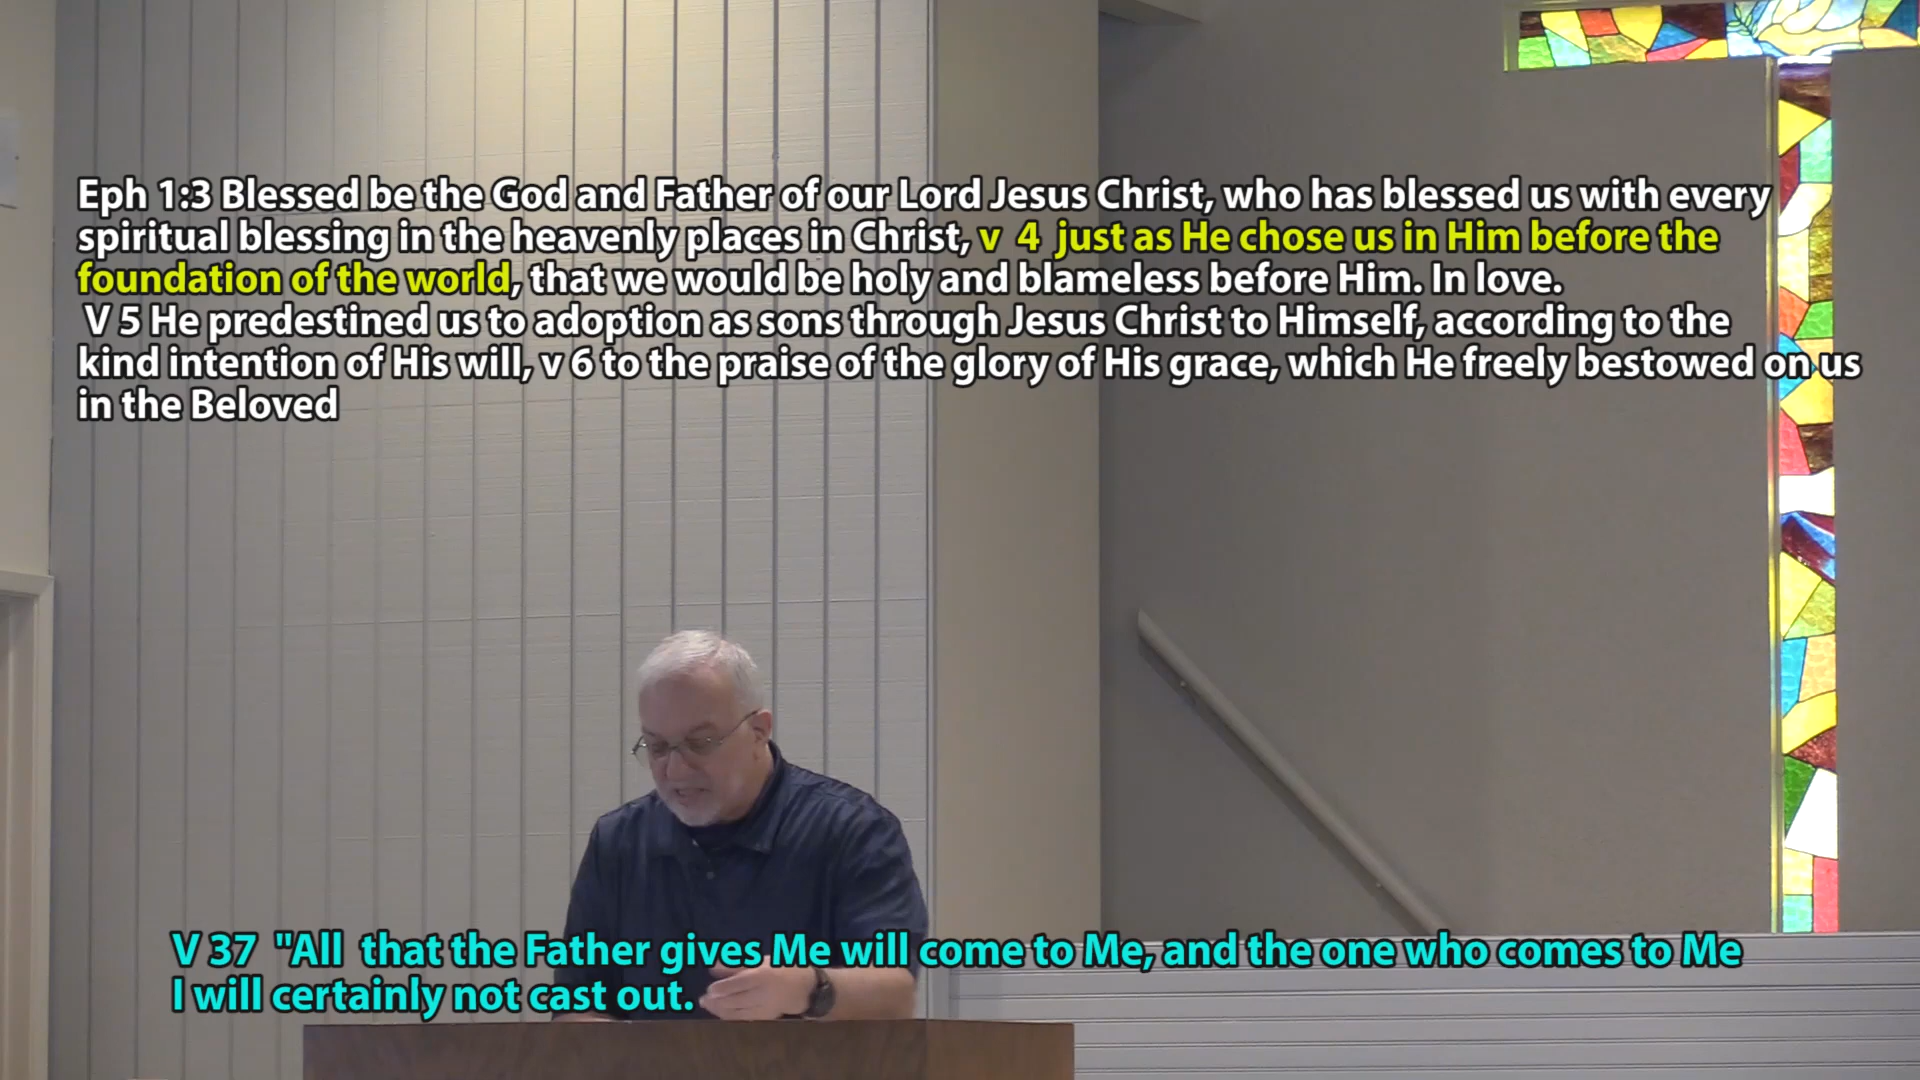 Eph 1:3 Blessed be the God and Father of our Lord Jesus Christ, who has blessed us with every
spiritual blessing in the heavenly places in Christ, v 4 just as He chose us in Him before the
foundation of the world, that we would be holy and blameless before Him. In love.
V 5 He predestined us to adoption as sons through Jesus Christ to Himself, according to the
kind intention of His will, v 6 to the praise of the glory of His grace, which He freely bestowed on us
in the Beloved
V 37 "All that the Father gives Me will come to Me, and the one who comes to Me
I will certainly not cast out.